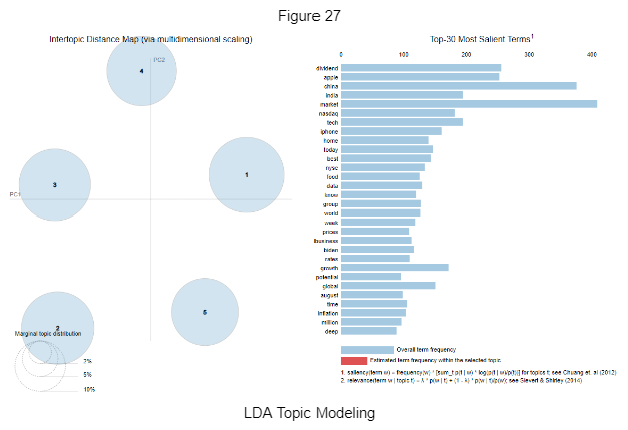 Figure 27
Intertopic Distance Map (via multidimensional scaling)
PC2
PC1
4
1
3
2
5
Marginal topic distribution
2%
5%
10%
Top-30 Most Salient Terms1
0 100 200 300 400
dividend
apple
china
india
market
nasdaq
tech
iphone
home
today
best
nyse
food
data
know
group
world
week
prices
business
biden
rates
growth
potential
global
august
time
inflation
million
deep
Overall term frequency
Estimated term frequency within the selected topic
1. saliency(term w) = frequency(w) * [sum_t p(t | w) * log(p(t | w)/p(t))] for topics t; see Chuang et. al (2012)
2. relevance(term w | topic t) = λ * p(w | t) + (1 - λ) * p(w | t)/p(w); see Sievert & Shirley (2014)
LDA Topic Modeling